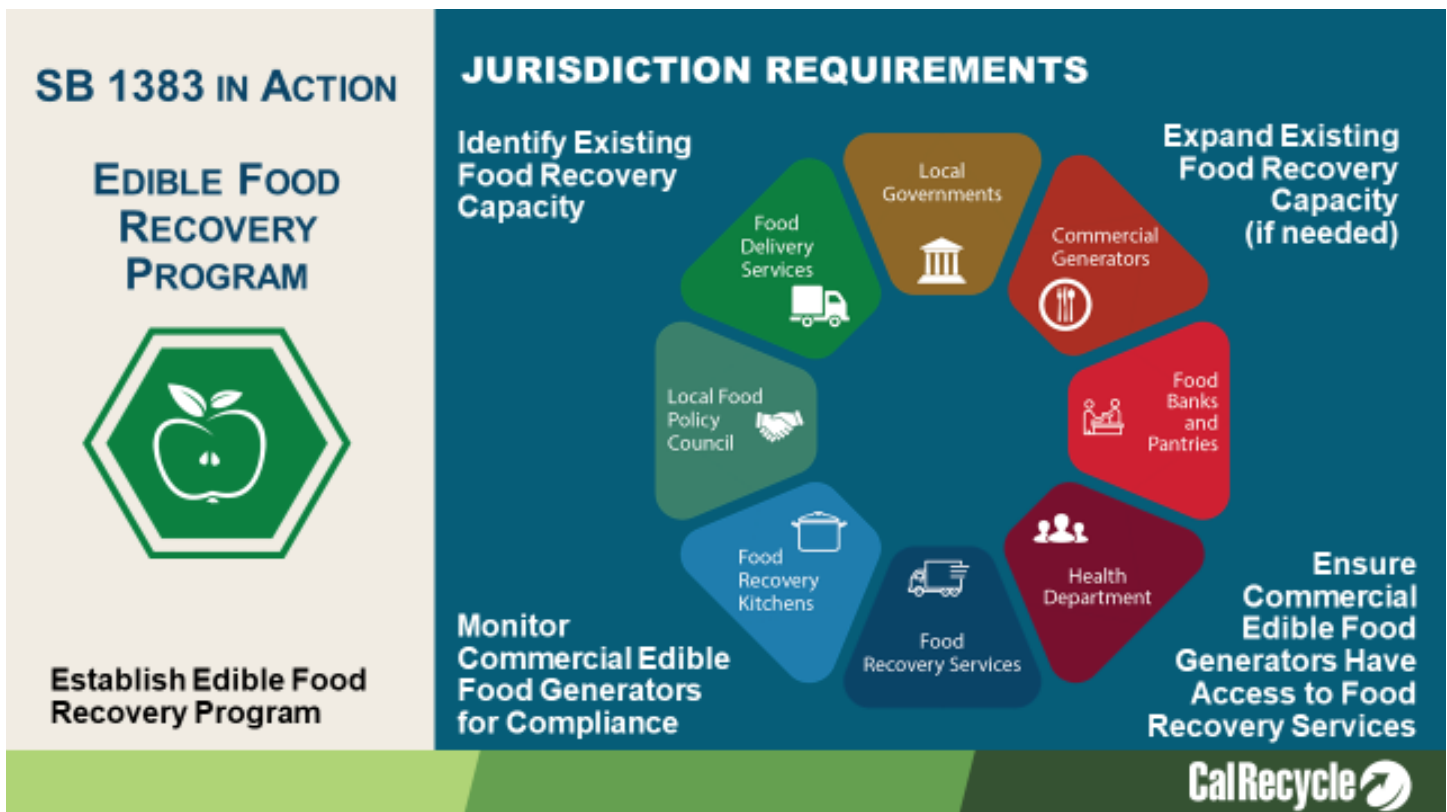 SB 1383 IN ACTION
EDIBLE FOOD
RECOVERY
PROGRAM
Establish Edible Food
Recovery Program
JURISDICTION REQUIREMENTS
Identify Existing
Food Recovery
Capacity
Expand Existing
Food Recovery
Capacity
(if needed)
Local
Governments
Commercial
Generators
Food
Banks
and
Pantries
Health
Department
Food
Recovery Services
Food
Recovery
Kitchens
Local Food
Policy
Council
Food
Delivery
Services
Monitor
Commercial Edible
Food Generators
for Compliance
Ensure
Commercial
Edible Food
Generators Have
Access to Food
Recovery Services
CalRecycle